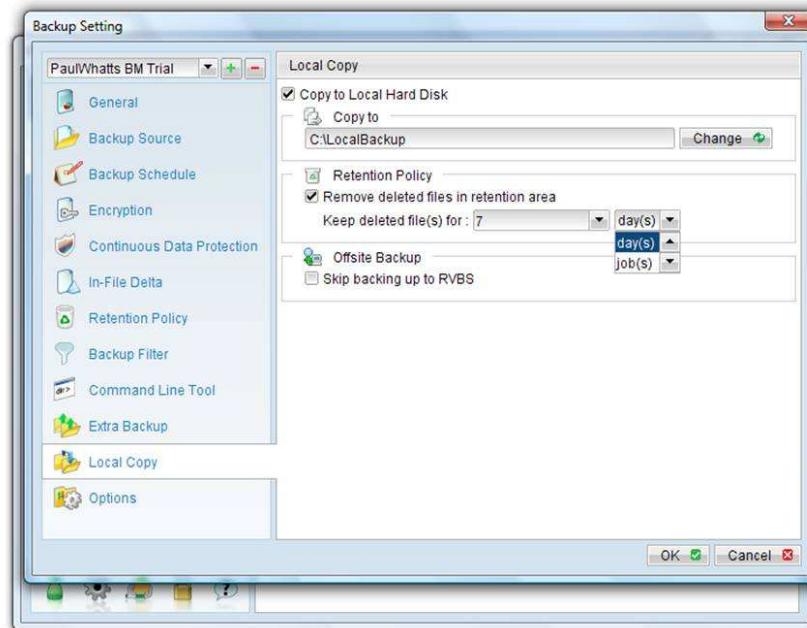 Backup Setting
PaulWhatts BM Trial
General
Backup Source
Backup Schedule
Encryption
Continuous Data Protection
In-File Delta
Retention Policy
Backup Filter
Command Line Tool
Extra Backup
Local Copy
Options
Local Copy
Copy to Local Hard Disk
Copy to
C:\LocalBackup
Change
Retention Policy
Remove deleted files in retention area
Keep deleted file(s) for : 7 day(s)
day(s)
job(s)
Offsite Backup
Skip backing up to RVBS
OK
Cancel